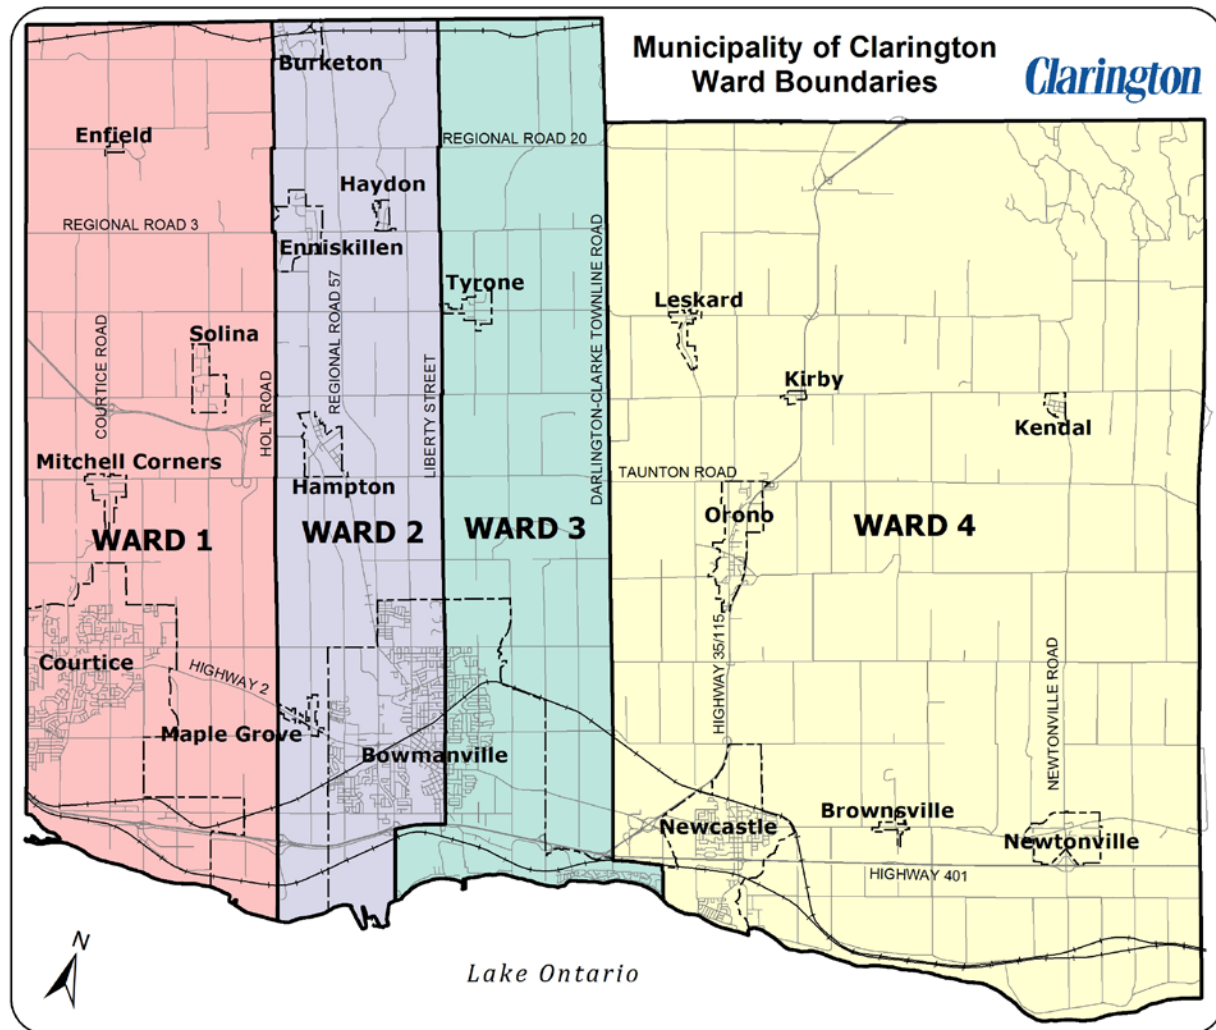 Municipality of Clarington
Ward Boundaries
Clarington
Burketon
Enfield
REGIONAL ROAD 20
Haydon
REGIONAL ROAD 3
Enniskillen
Tyrone
Leskard
DARLINGTON-CLARKE TOWNLINE ROAD
REGIONAL ROAD 57
Solina
COURTICE ROAD
HOLT ROAD
LIBERTY STREET
Kirby
Kendal
Mitchell Corners
Hampton
TAUNTON ROAD
Orono
WARD 1
WARD 2
WARD 3
WARD 4
Courtice
HIGHWAY 2
HIGHWAY 35/115
NEWTONVILLE ROAD
Maple Grove
Bowmanville
Newcastle
Brownsville
Newtonville
HIGHWAY 401
N
Lake Ontario